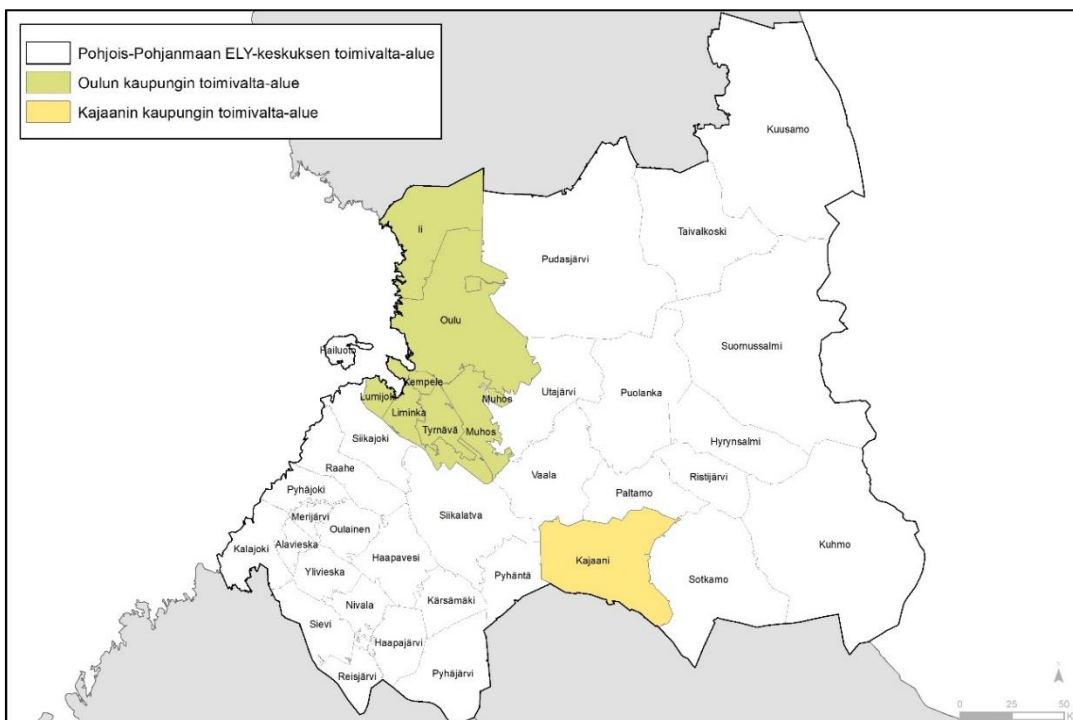 Pohjois-Pohjanmaan ELY-keskuksen toimivalta-alue
Oulun kaupungin toimivalta-alue
Kajaanin kaupungin toimivalta-alue
Kuusamo
Ii
Taivalkoski
Pudasjärvi
Oulu
Suomussalmi
Hailuoto
Kempele
Lumijoki
Liminka
Muhos
Utajärvi
Puolanka
Tyrnävä
Muhos
Siikajoki
Hyrynsalmi
Raahe
Vaala
Ristijärvi
Pyhäjoki
Paltamo
Merijärvi
Siikalatva
Oulainen
Kalajoki
Alavieska
Haapavesi
Kajaani
Kuhmo
Ylivieska
Pyhäntä
Sotkamo
Nivala
Kärsämäki
Sievi
Haapajärvi
Reisjärvi
Pyhäjärvi
0 25 50